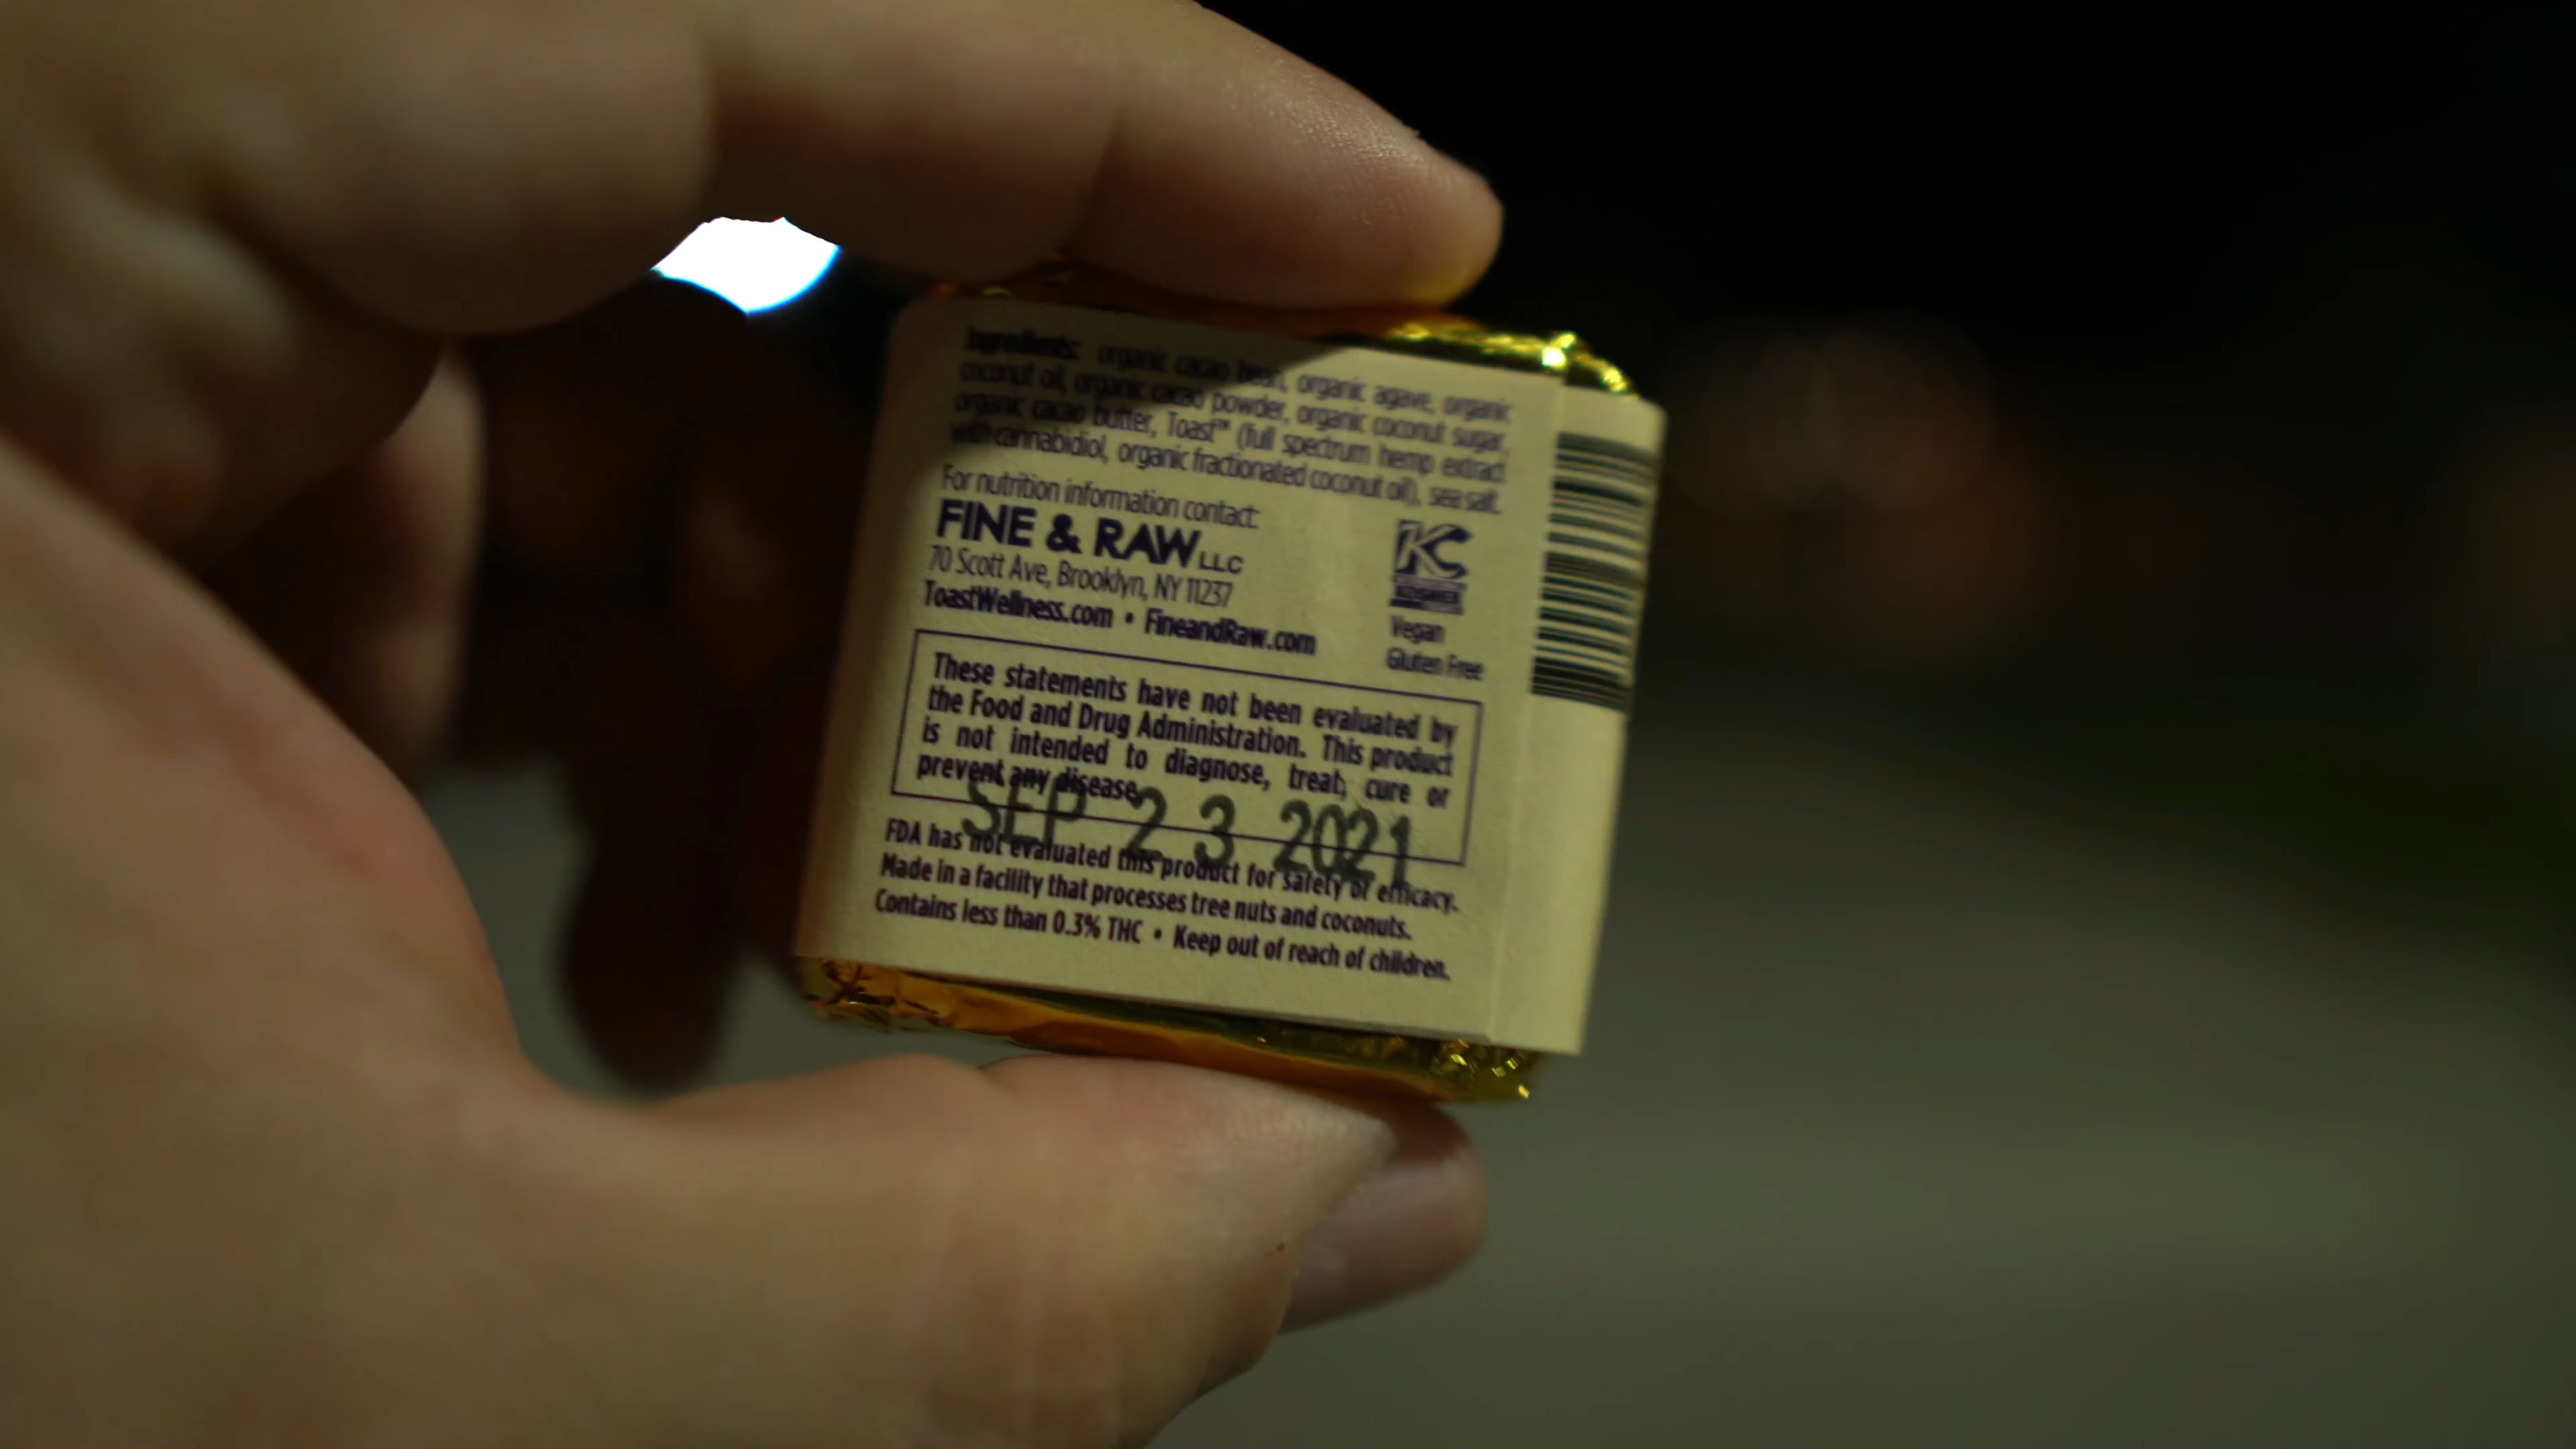 Ingredients: organic cacao bean, organic agave, organic
coconut oil, organic cacao powder, organic coconut sugar,
organic cacao butter, Toast™ (full spectrum hemp extract
with cannabidiol, organic fractionated coconut oil), sea salt.
For nutrition information contact:
FINE & RAW LLC
70 Scott Ave, Brooklyn, NY 11237
ToastWellness.com • FineandRaw.com
KC
KOSHER
Vegan
Gluten Free
These statements have not been evaluated by
the Food and Drug Administration. This product
is not intended to diagnose, treat, cure or
prevent any disease.
SEP 23 2021
FDA has not evaluated this product for safety or efficacy.
Made in a facility that processes tree nuts and coconuts.
Contains less than 0.3% THC • Keep out of reach of children.